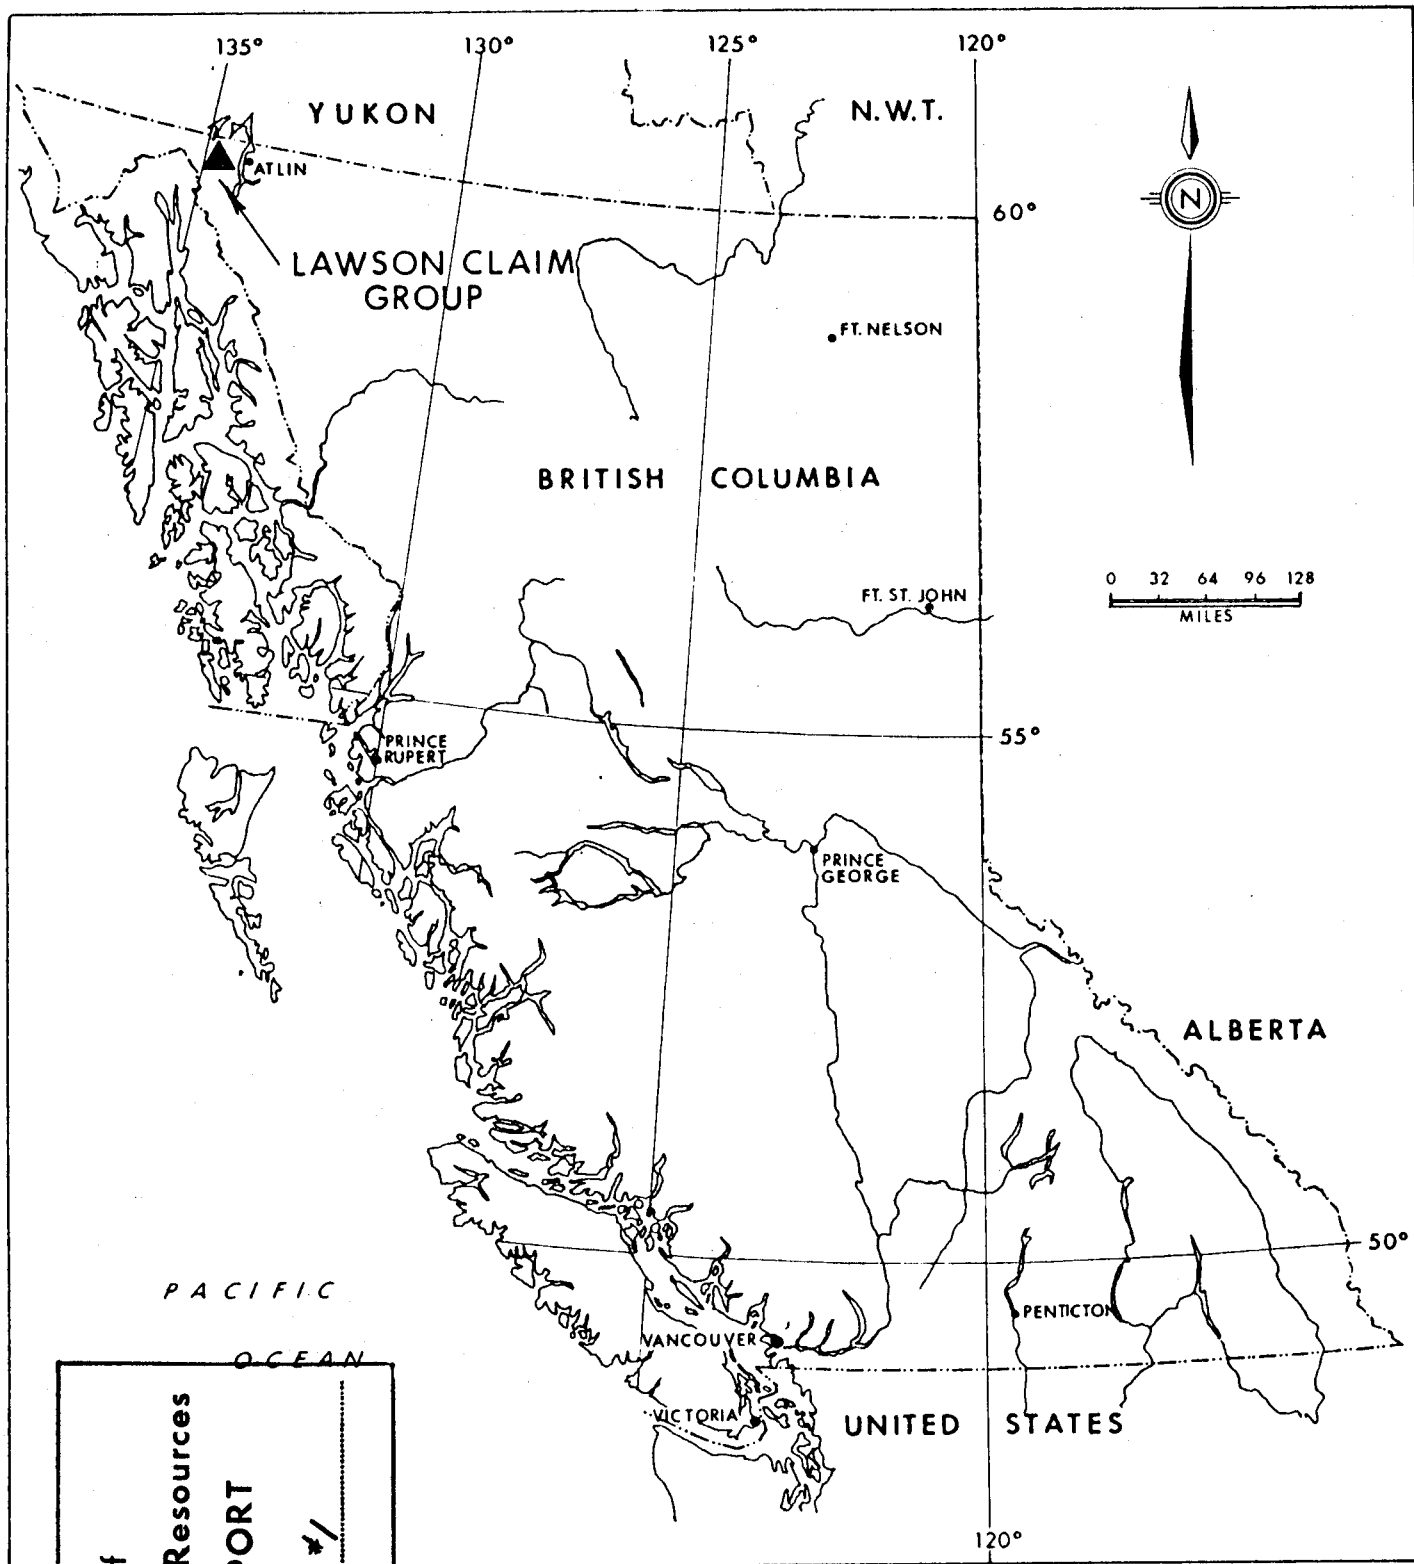 135° 130° 125° 120°
YUKON
N.W.T.
ATLIN
N
60°
LAWSON CLAIM
GROUP
FT. NELSON
BRITISH COLUMBIA
0 32 64 96 128
MILES
FT. ST. JOHN
55°
PRINCE
RUPERT
PRINCE
GEORGE
ALBERTA
50°
PACIFIC
OCEAN
PENTICTON
VANCOUVER
VICTORIA
UNITED STATES
120°
Resources
#1